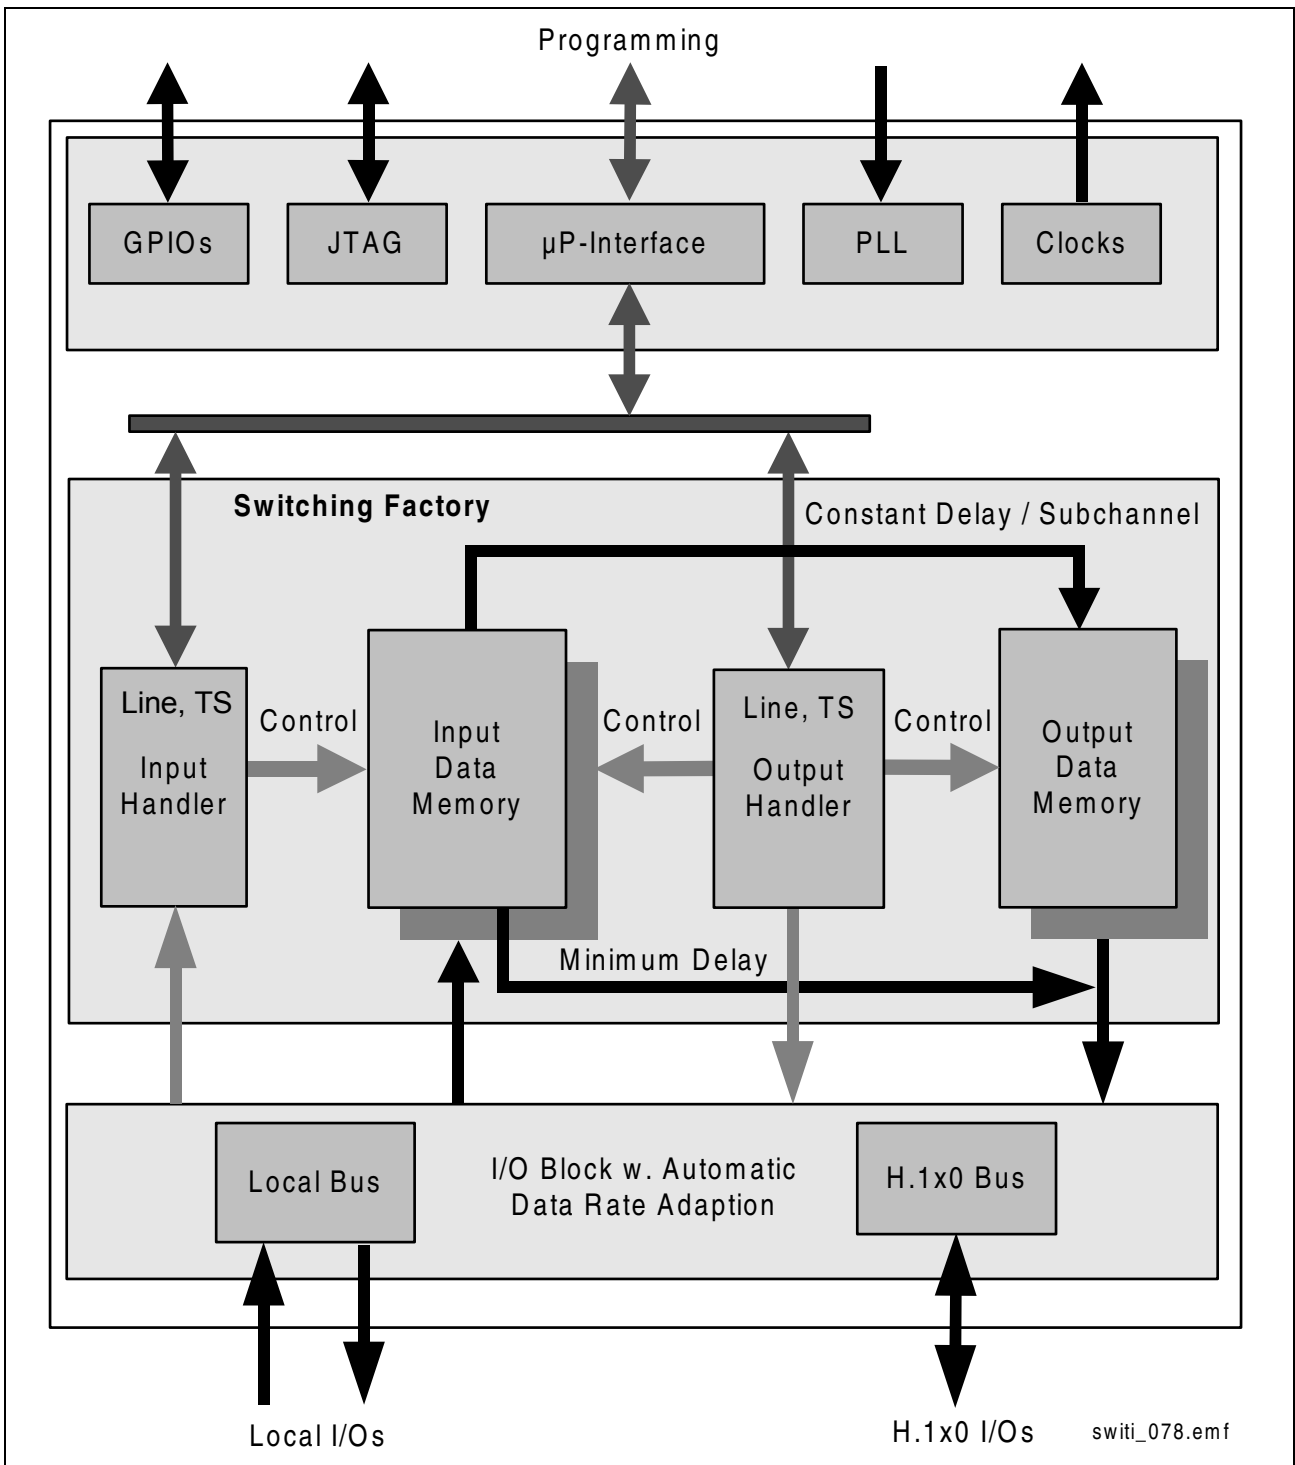 Programming
GPIOs
JTAG
µP-Interface
PLL
Clocks
Switching Factory
Constant Delay / Subchannel
Line, TS
Input
Handler
Control
Input
Data
Memory
Control
Line, TS
Output
Handler
Control
Output
Data
Memory
Minimum Delay
Local Bus
I/O Block w. Automatic
Data Rate Adaption
H.1x0 Bus
Local I/Os
H.1x0 I/Os
switi_078.emf